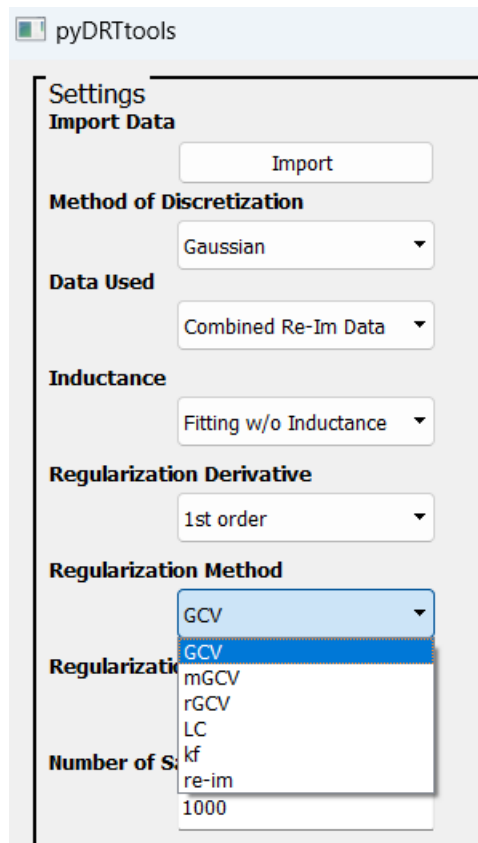 pyDRTtools
Settings
Import Data
Import
Method of Discretization
Gaussian
Data Used
Combined Re-Im Data
Inductance
Fitting w/o Inductance
Regularization Derivative
1st order
Regularization Method
GCV
GCV
mGCV
rGCV
LC
kf
re-im
1000